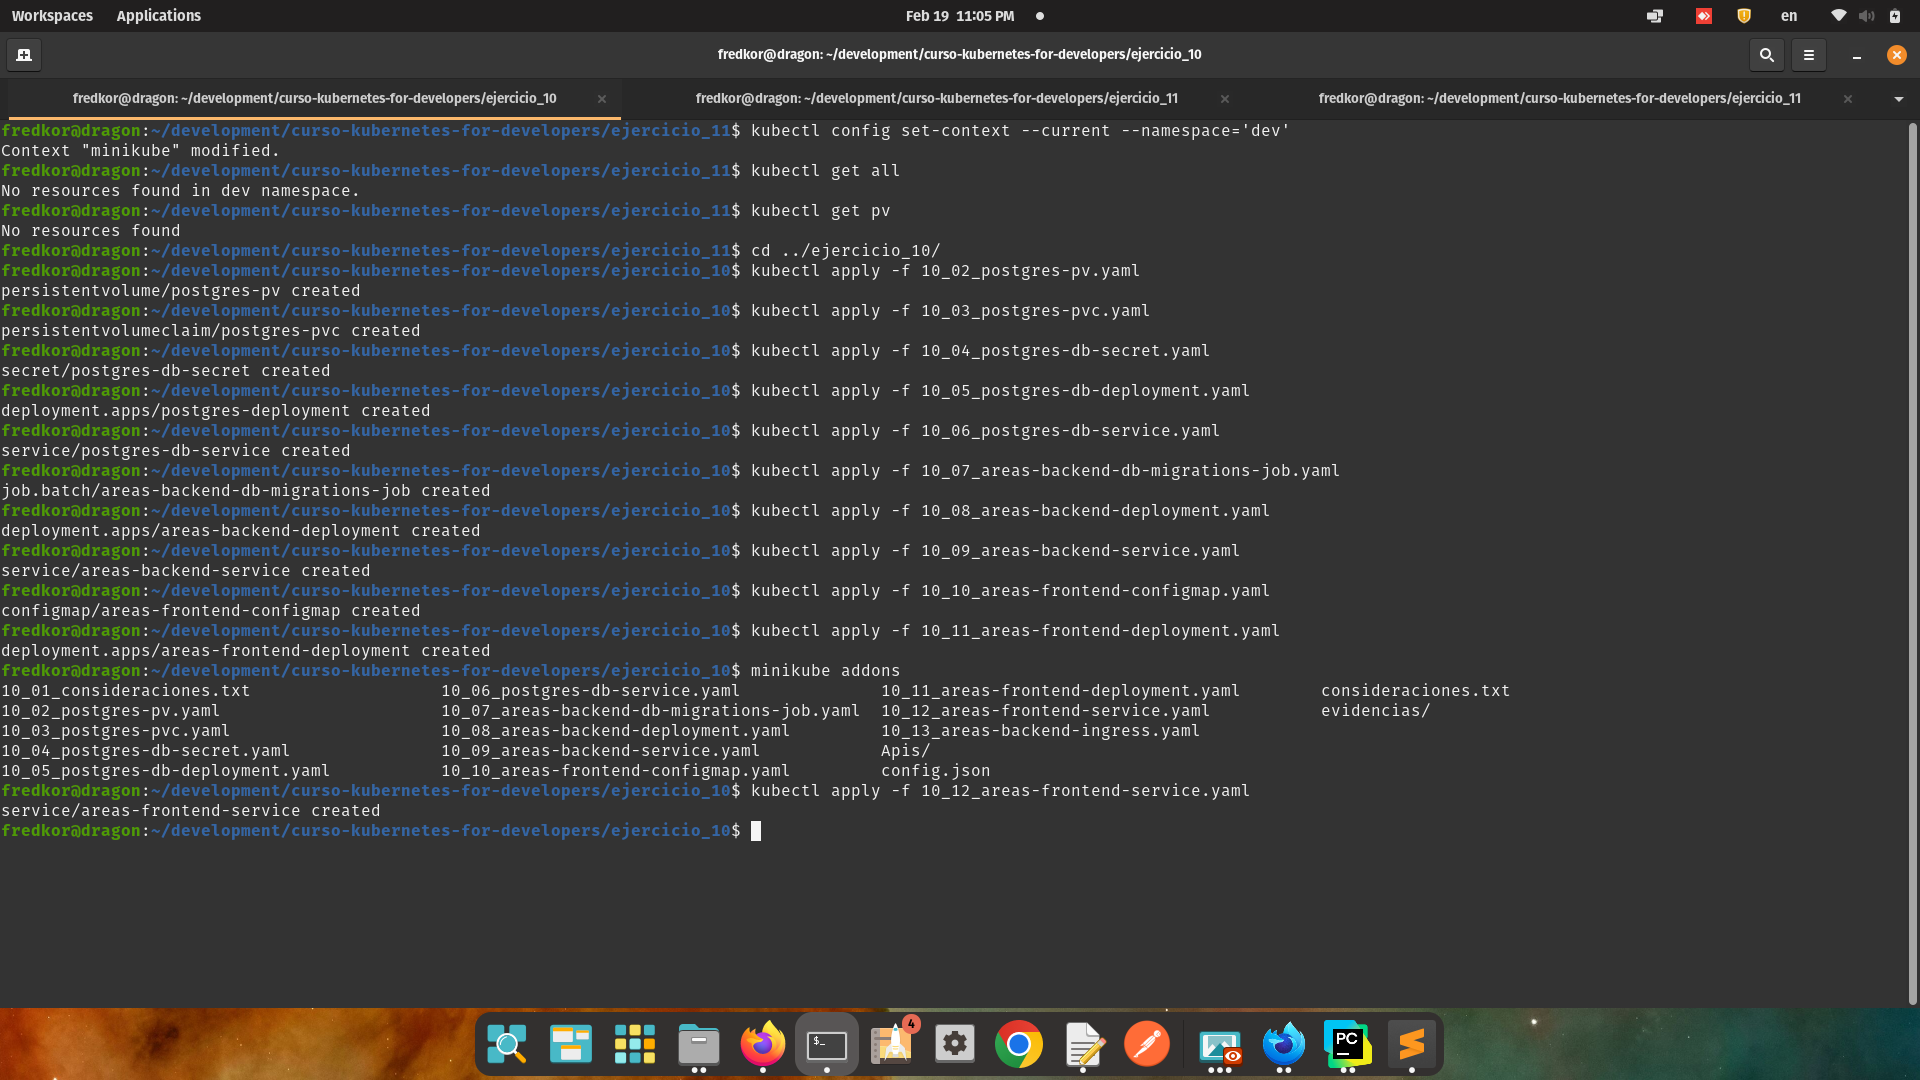 Workspaces Applications Feb 19 11:05 PM en
fredkor@dragon: ~/development/curso-kubernetes-for-developers/ejercicio_10
fredkor@dragon: ~/development/curso-kubernetes-for-developers/ejercicio_10 fredkor@dragon: ~/development/curso-kubernetes-for-developers/ejercicio_11 fredkor@dragon: ~/development/curso-kubernetes-for-developers/ejercicio_11
fredkor@dragon:~/development/curso-kubernetes-for-developers/ejercicio_11$ kubectl config set-context --current --namespace='dev'
Context "minikube" modified.
fredkor@dragon:~/development/curso-kubernetes-for-developers/ejercicio_11$ kubectl get all
No resources found in dev namespace.
fredkor@dragon:~/development/curso-kubernetes-for-developers/ejercicio_11$ kubectl get pv
No resources found
fredkor@dragon:~/development/curso-kubernetes-for-developers/ejercicio_11$ cd ../ejercicio_10/
fredkor@dragon:~/development/curso-kubernetes-for-developers/ejercicio_10$ kubectl apply -f 10_02_postgres-pv.yaml
persistentvolume/postgres-pv created
fredkor@dragon:~/development/curso-kubernetes-for-developers/ejercicio_10$ kubectl apply -f 10_03_postgres-pvc.yaml
persistentvolumeclaim/postgres-pvc created
fredkor@dragon:~/development/curso-kubernetes-for-developers/ejercicio_10$ kubectl apply -f 10_04_postgres-db-secret.yaml
secret/postgres-db-secret created
fredkor@dragon:~/development/curso-kubernetes-for-developers/ejercicio_10$ kubectl apply -f 10_05_postgres-db-deployment.yaml
deployment.apps/postgres-deployment created
fredkor@dragon:~/development/curso-kubernetes-for-developers/ejercicio_10$ kubectl apply -f 10_06_postgres-db-service.yaml
service/postgres-db-service created
fredkor@dragon:~/development/curso-kubernetes-for-developers/ejercicio_10$ kubectl apply -f 10_07_areas-backend-db-migrations-job.yaml
job.batch/areas-backend-db-migrations-job created
fredkor@dragon:~/development/curso-kubernetes-for-developers/ejercicio_10$ kubectl apply -f 10_08_areas-backend-deployment.yaml
deployment.apps/areas-backend-deployment created
fredkor@dragon:~/development/curso-kubernetes-for-developers/ejercicio_10$ kubectl apply -f 10_09_areas-backend-service.yaml
service/areas-backend-service created
fredkor@dragon:~/development/curso-kubernetes-for-developers/ejercicio_10$ kubectl apply -f 10_10_areas-frontend-configmap.yaml
configmap/areas-frontend-configmap created
fredkor@dragon:~/development/curso-kubernetes-for-developers/ejercicio_10$ kubectl apply -f 10_11_areas-frontend-deployment.yaml
deployment.apps/areas-frontend-deployment created
fredkor@dragon:~/development/curso-kubernetes-for-developers/ejercicio_10$ minikube addons
10_01_consideraciones.txt 10_06_postgres-db-service.yaml 10_11_areas-frontend-deployment.yaml consideraciones.txt
10_02_postgres-pv.yaml 10_07_areas-backend-db-migrations-job.yaml 10_12_areas-frontend-service.yaml evidencias/
10_03_postgres-pvc.yaml 10_08_areas-backend-deployment.yaml 10_13_areas-backend-ingress.yaml
10_04_postgres-db-secret.yaml 10_09_areas-backend-service.yaml Apis/
10_05_postgres-db-deployment.yaml 10_10_areas-frontend-configmap.yaml config.json
fredkor@dragon:~/development/curso-kubernetes-for-developers/ejercicio_10$ kubectl apply -f 10_12_areas-frontend-service.yaml
service/areas-frontend-service created
fredkor@dragon:~/development/curso-kubernetes-for-developers/ejercicio_10$
$_ 4 PC